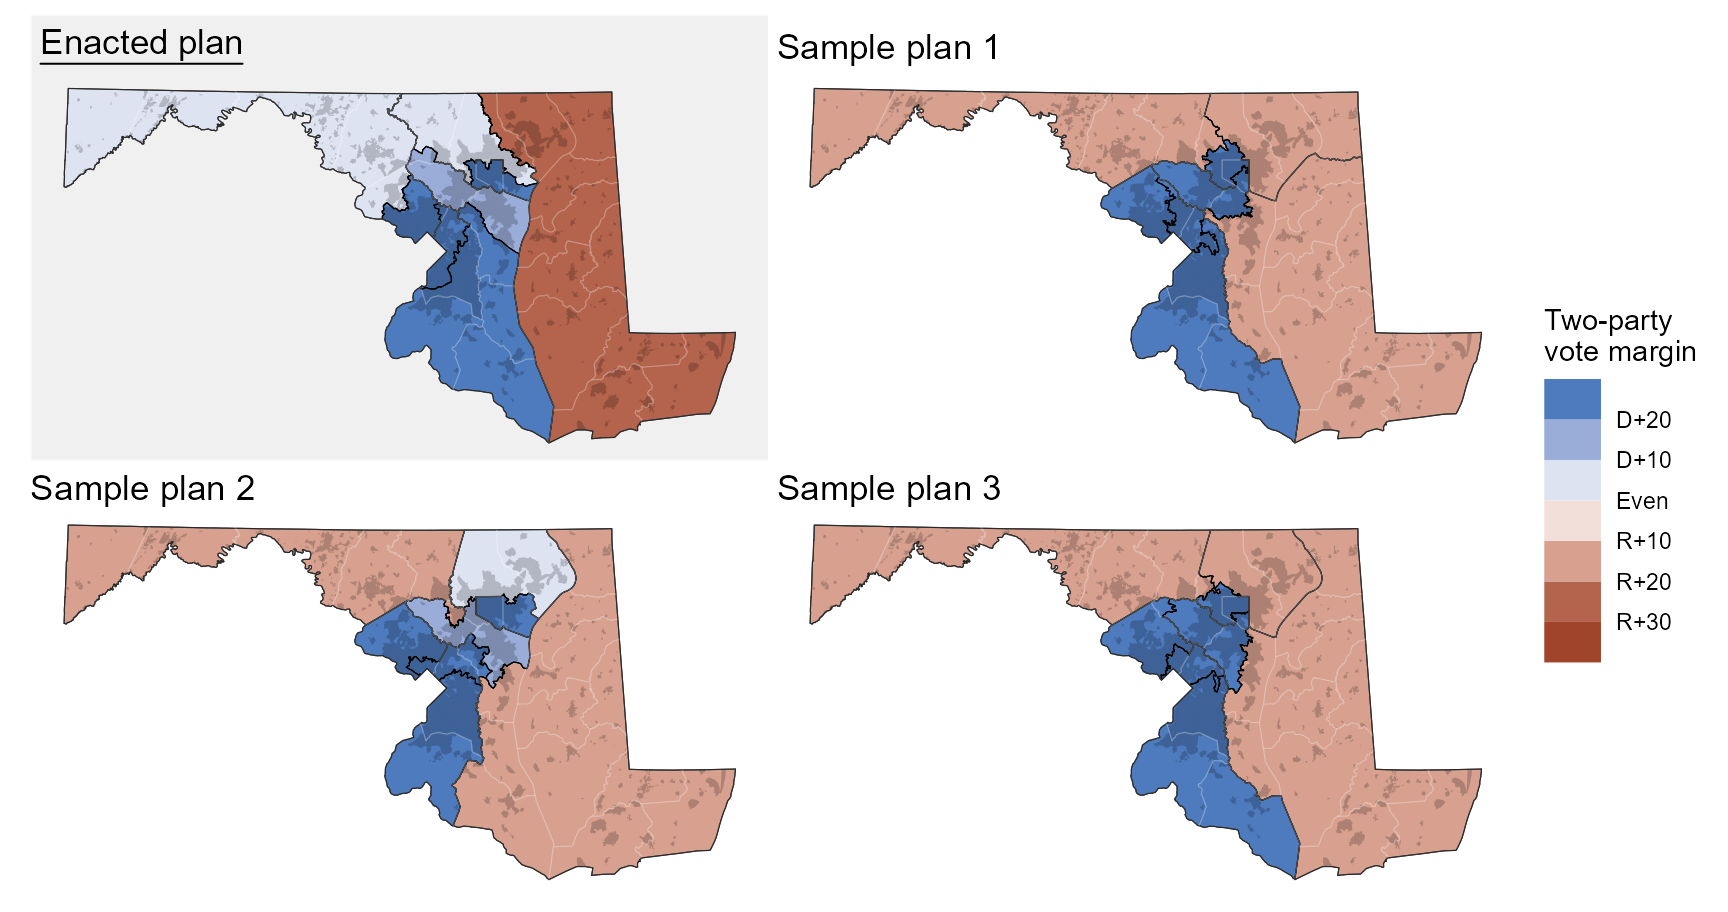 Enacted plan
Sample plan 1
Sample plan 2
Sample plan 3
Two-party
vote margin
D+20
D+10
Even
R+10
R+20
R+30